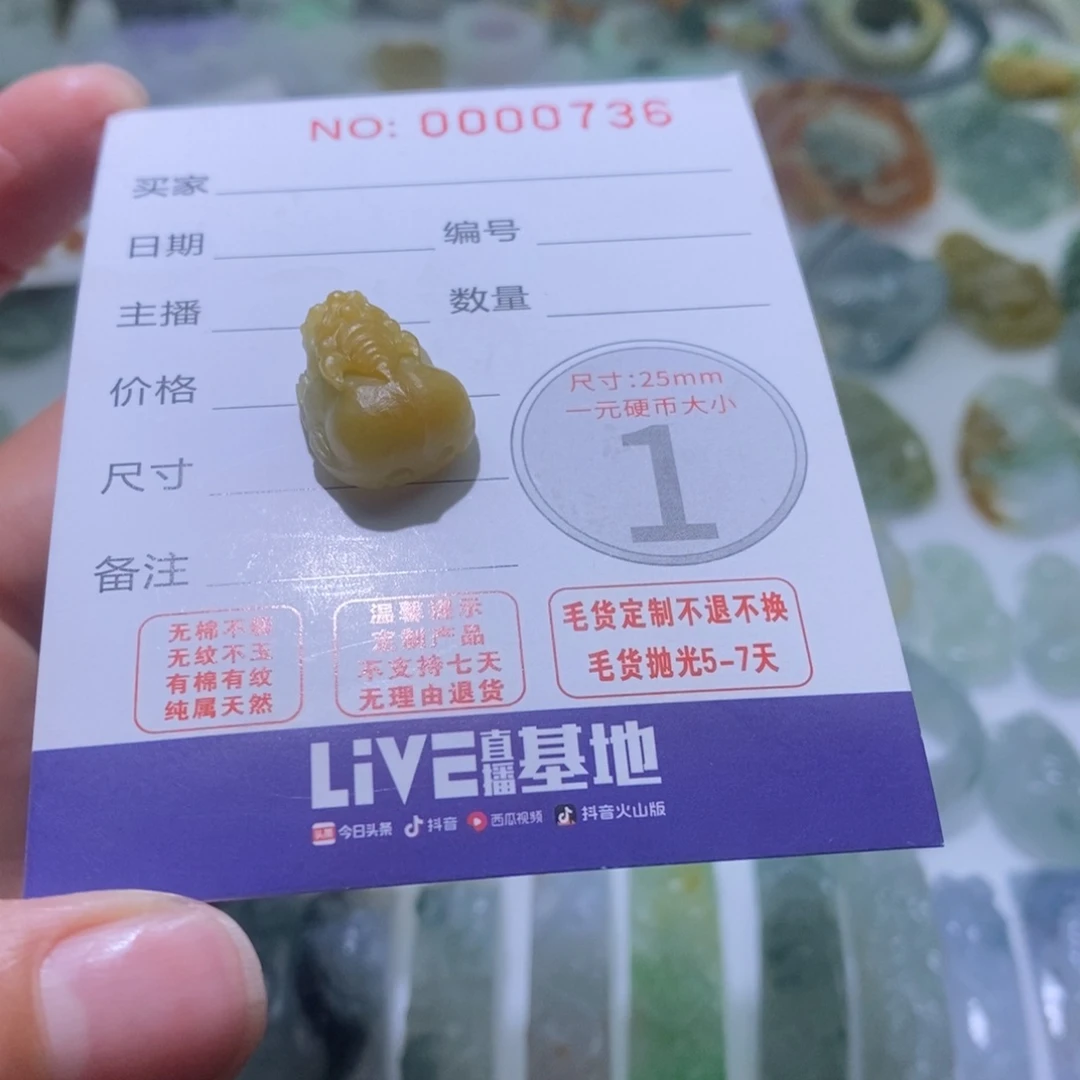 NO: 0000736
买家
日期 编号
主播 数量
价格
尺寸
备注
尺寸:25mm
一元硬币大小
1
无棉不翠
无纹不玉
有棉有纹
纯属天然
温馨提示
定制产品
不支持七天
无理由退货
毛货定制不退不换
毛货抛光5-7天
LiVE直播基地
头条 今日头条 抖音 西瓜视频 抖音火山版